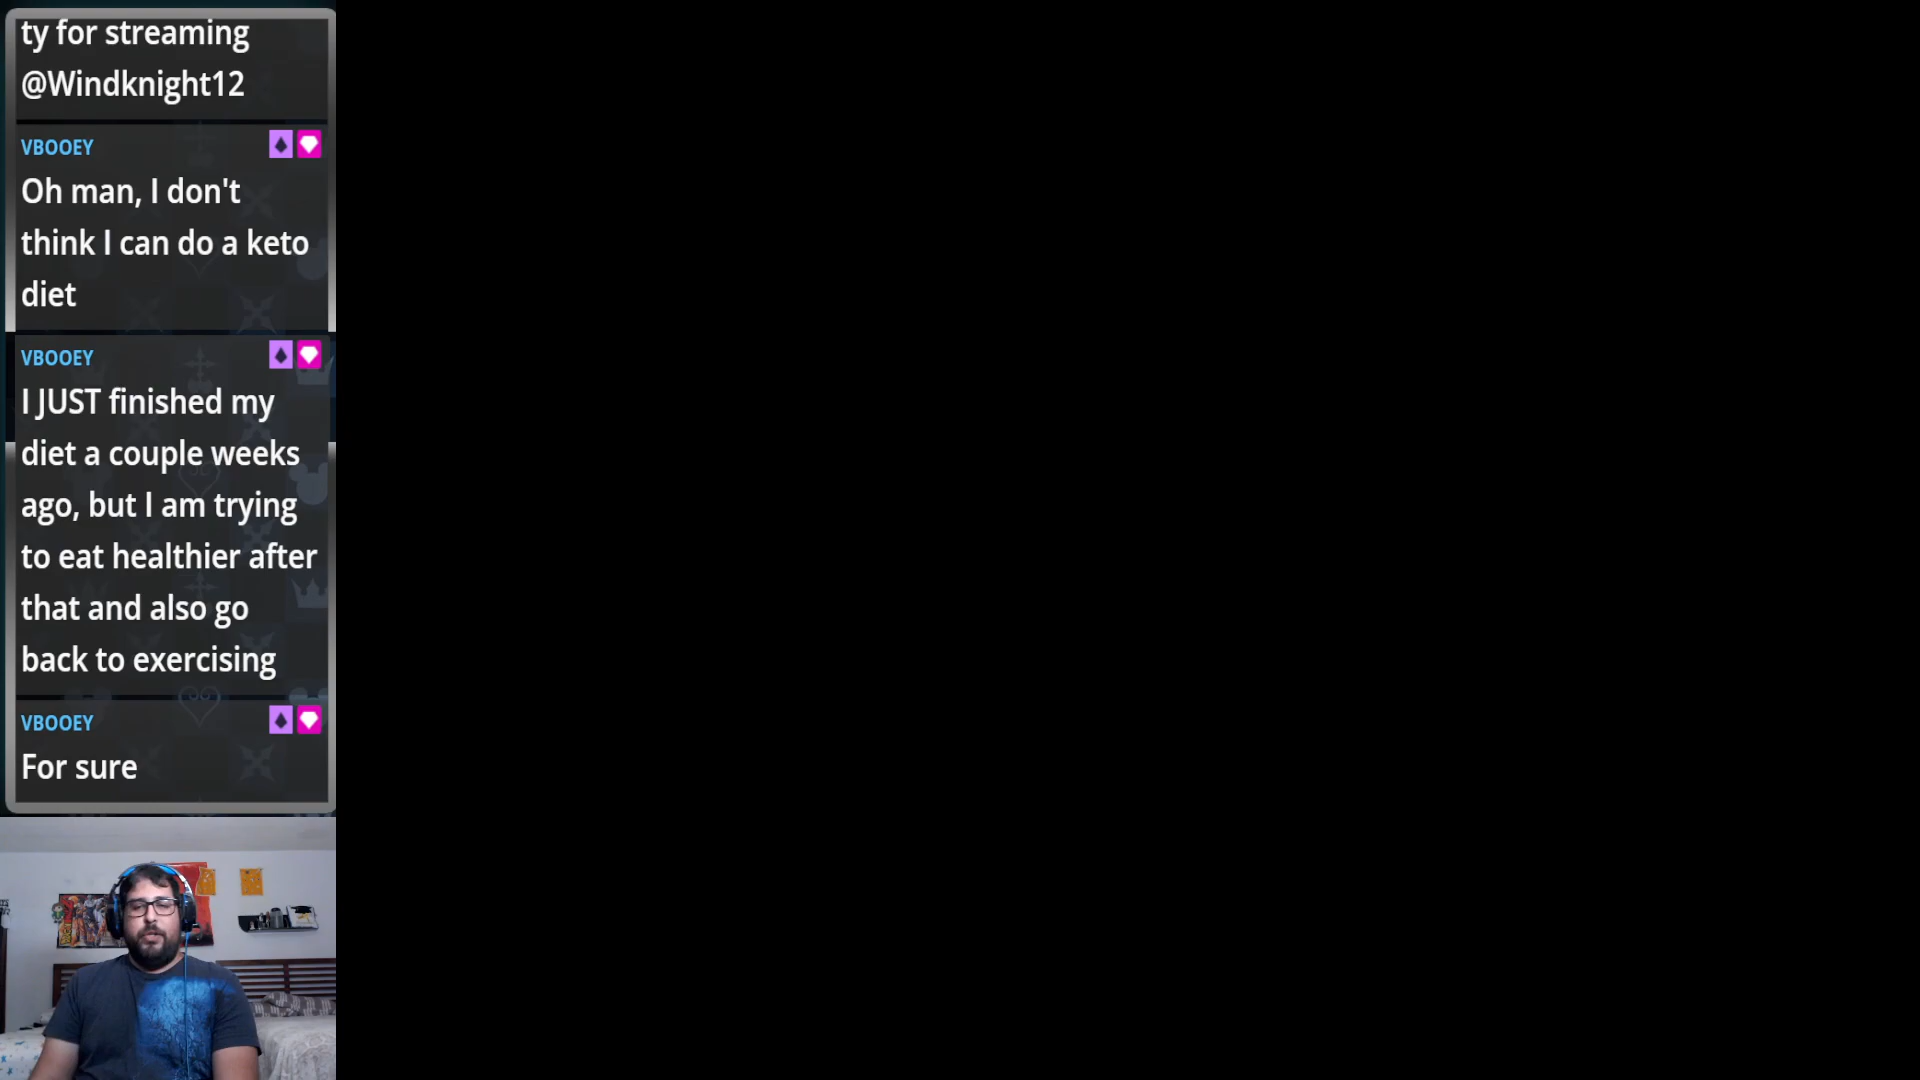 ty for streaming
@Windknight12
VBOOEY
Oh man, I don't
think I can do a keto
diet
VBOOEY
I JUST finished my
diet a couple weeks
ago, but I am trying
to eat healthier after
that and also go
back to exercising
VBOOEY
For sure